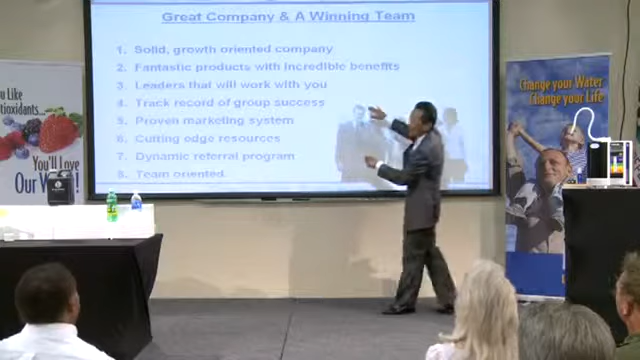 Great Company & A Winning Team
1. Solid, growth oriented company
2. Fantastic products with incredible benefits
3. Leaders that will work with you
4. Track record of group success
5. Proven marketing system
6. Cutting edge resources
7. Dynamic referral program
8. Team oriented
You Like
tioxidants...
You'll Love
Our
Change your Water
Change your Life